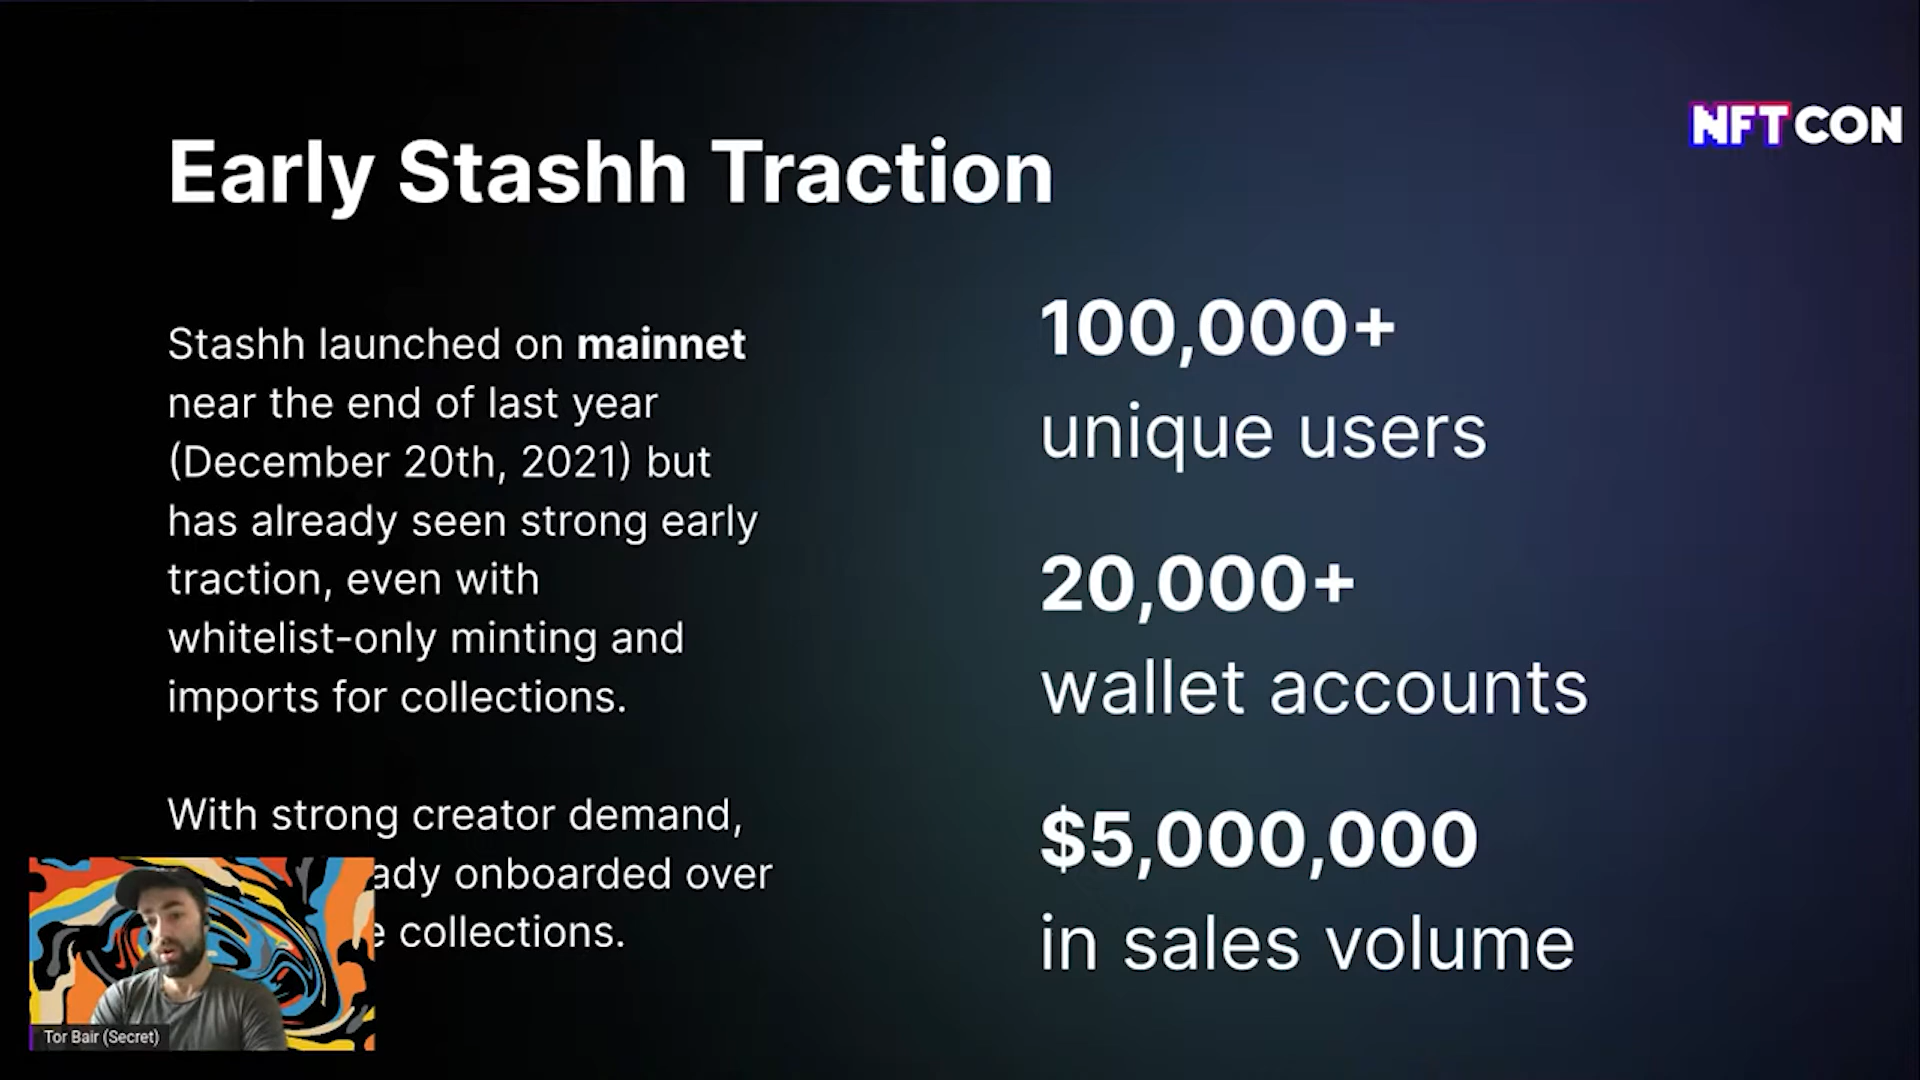 NFT CON
Early Stashh Traction
Stashh launched on mainnet
near the end of last year
(December 20th, 2021) but
has already seen strong early
traction, even with
whitelist-only minting and
imports for collections.
With strong creator demand,
onboarded over
collections.
100,000+
unique users
20,000+
wallet accounts
$5,000,000
in sales volume
Tor Bair (Secret)